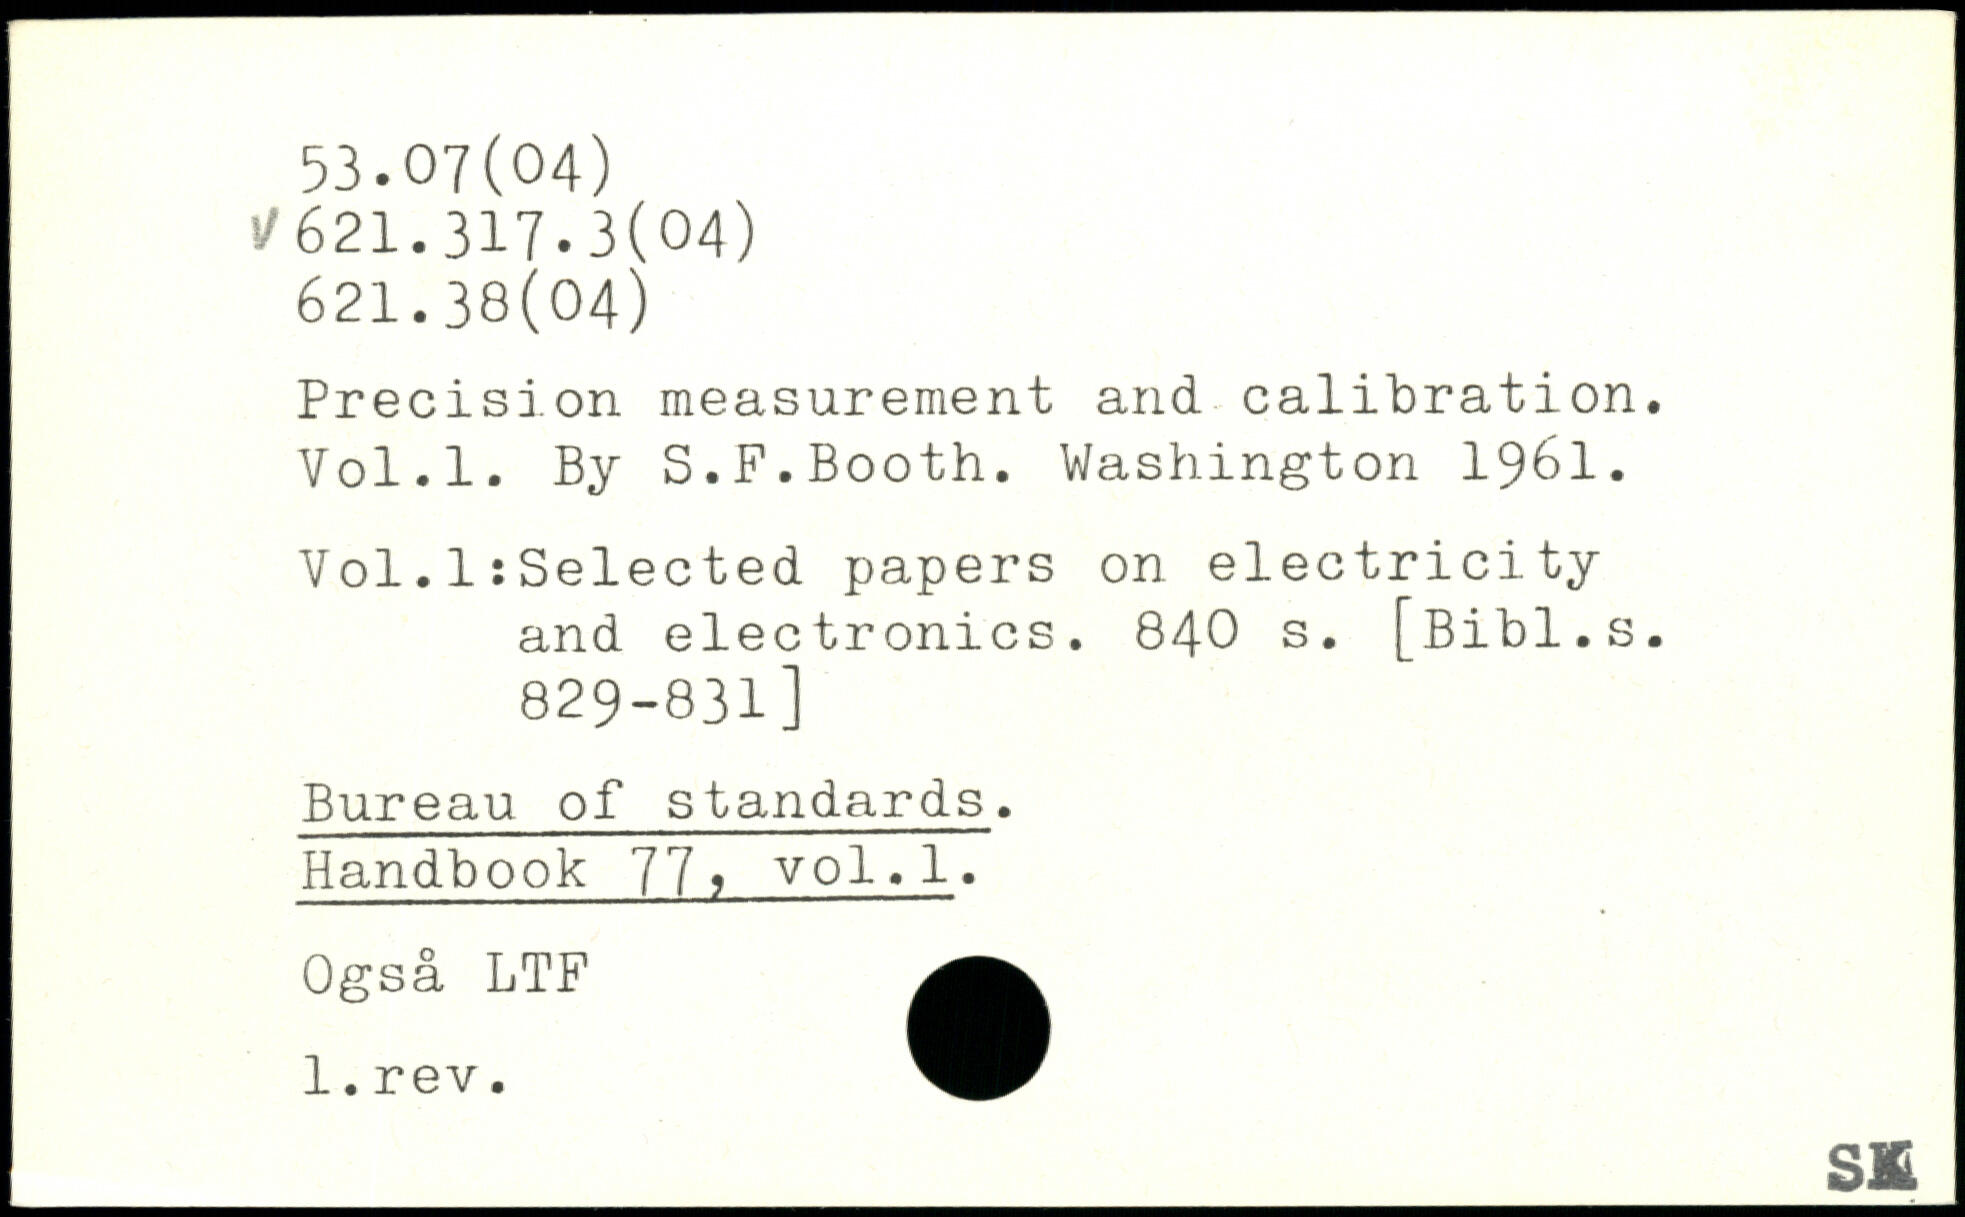 53.07(04)
v 621.317.3(04)
621.38(04)
Precision measurement and calibration.
Vol.1. By S.F.Booth. Washington 1961.
Vol.1:Selected papers on electricity
and electronics. 840 s. [Bibl.s.
829-831]
Bureau of standards.
Handbook 77, vol.1.
Også LTF
1.rev.
SK